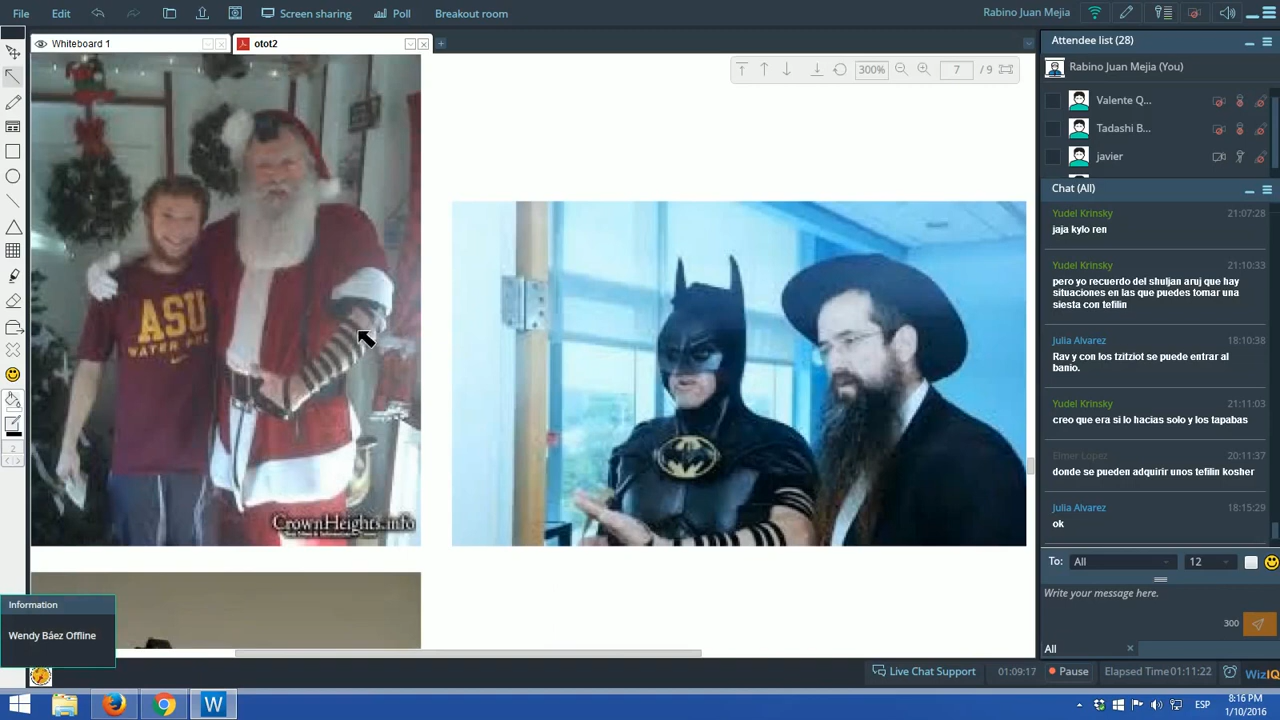 File
Edit
Screen sharing
Poll
Breakout room
Rabino Juan Mejia
Whiteboard 1
otot2
300%
7
/ 9
ASU
WATER POLO
CrownHeights.info
Attendee list (28)
Rabino Juan Mejia (You)
Valente Q...
Tadashi B...
javier
Chat (All)
Yudel Krinsky
21:07:28
jaja kylo ren
Yudel Krinsky
21:10:33
pero yo recuerdo del shuljan aruj que hay
situaciones en las que puedes tomar una
siesta con tefilin
Julia Alvarez
18:10:38
Rav y con los tzitziot se puede entrar al
banio.
Yudel Krinsky
21:11:03
creo que era si lo hacias solo y los tapabas
Elmer Lopez
20:11:37
donde se pueden adquirir unos tefilin kosher
Julia Alvarez
18:15:29
ok
To:
All
12
Write your message here.
300
All
Information
Wendy Báez Offline
2
Live Chat Support
01:09:17
Pause
Elapsed Time
01:11:22
WizIQ
W
ESP
8:16 PM
1/10/2016